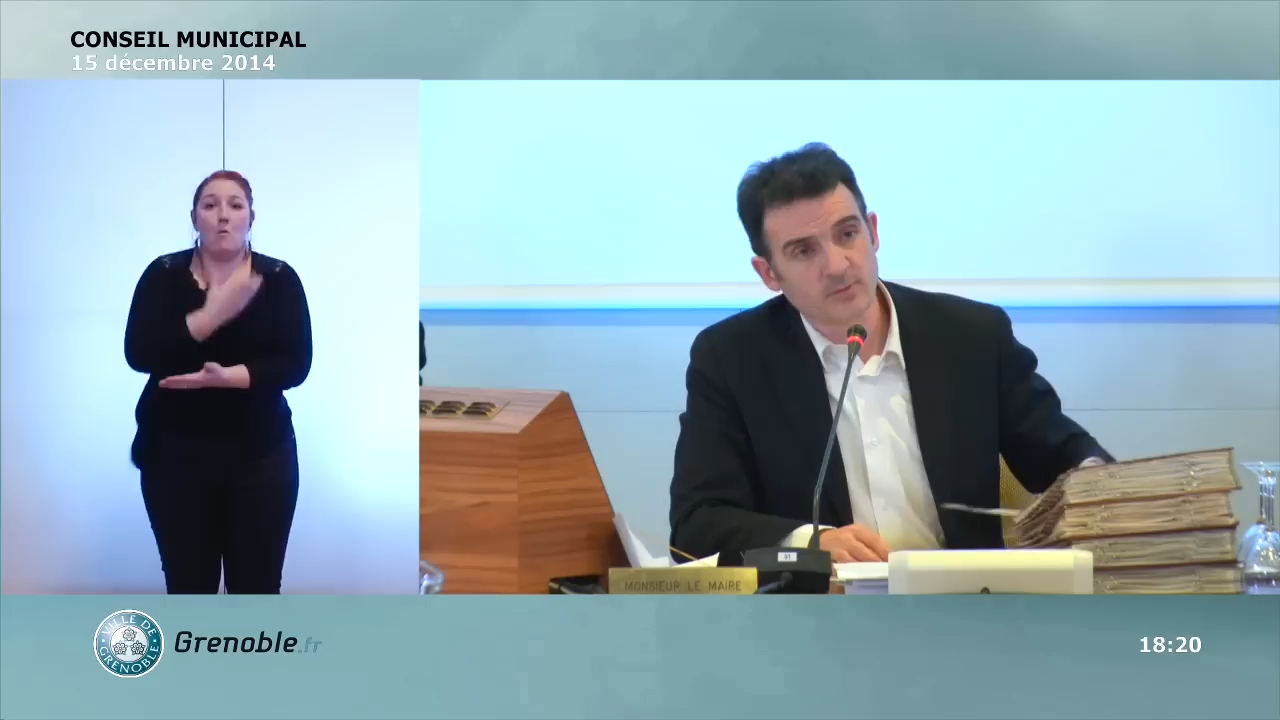 CONSEIL MUNICIPAL
15 décembre 2014
MONSIEUR LE MAIRE
VILLE DE GRENOBLE
Grenoble.fr
18:20